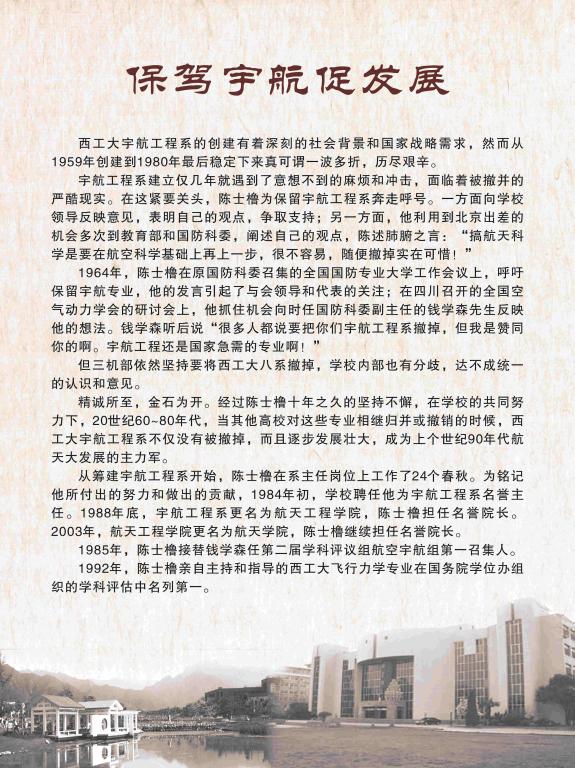 保驾宇航促发展
西工大宇航工程系的创建有着深刻的社会背景和国家战略需求，然而从
1959年创建到1980年最后稳定下来真可谓一波多折，历尽艰辛。
宇航工程系建立仅几年就遇到了意想不到的麻烦和冲击，面临着被撤并的
严酷现实。在这紧要关头，陈士橹为保留宇航工程系奔走呼号。一方面向学校
领导反映意见，表明自己的观点，争取支持；另一方面，他利用到北京出差的
机会多次到教育部和国防科委，阐述自己的观点，陈述肺腑之言：“搞航天科
学是要在航空科学基础上再上一步，很不容易，随便撤掉实在可惜！”
1964年，陈士橹在原国防科委召集的全国国防专业大学工作会议上，呼吁
保留宇航专业，他的发言引起了与会领导和代表的关注；在四川召开的全国空
气动力学会的研讨会上，他抓住机会向时任国防科委副主任的钱学森先生反映
他的想法。钱学森听后说“很多人都说要把你们宇航工程系撤掉，但我是赞同
你的啊。宇航工程还是国家急需的专业啊！”
但三机部依然坚持要将西工大八系撤掉，学校内部也有分歧，达不成统一
的认识和意见。
精诚所至，金石为开。经过陈士橹十年之久的坚持不懈，在学校的共同努
力下，20世纪60~80年代，当其他高校对这些专业相继归并或撤销的时候，西
工大宇航工程系不仅没有被撤掉，而且逐步发展壮大，成为上个世纪90年代航
天大发展的主力军。
从筹建宇航工程系开始，陈士橹在系主任岗位上工作了24个春秋。为铭记
他所付出的努力和做出的贡献，1984年初，学校聘任他为宇航工程系名誉主
任。1988年底，宇航工程系更名为航天工程学院，陈士橹担任名誉院长。
2003年，航天工程学院更名为航天学院，陈士橹继续担任名誉院长。
1985年，陈士橹接替钱学森任第二届学科评议组航空宇航组第一召集人。
1992年，陈士橹亲自主持和指导的西工大飞行力学专业在国务院学位办组
织的学科评估中名列第一。